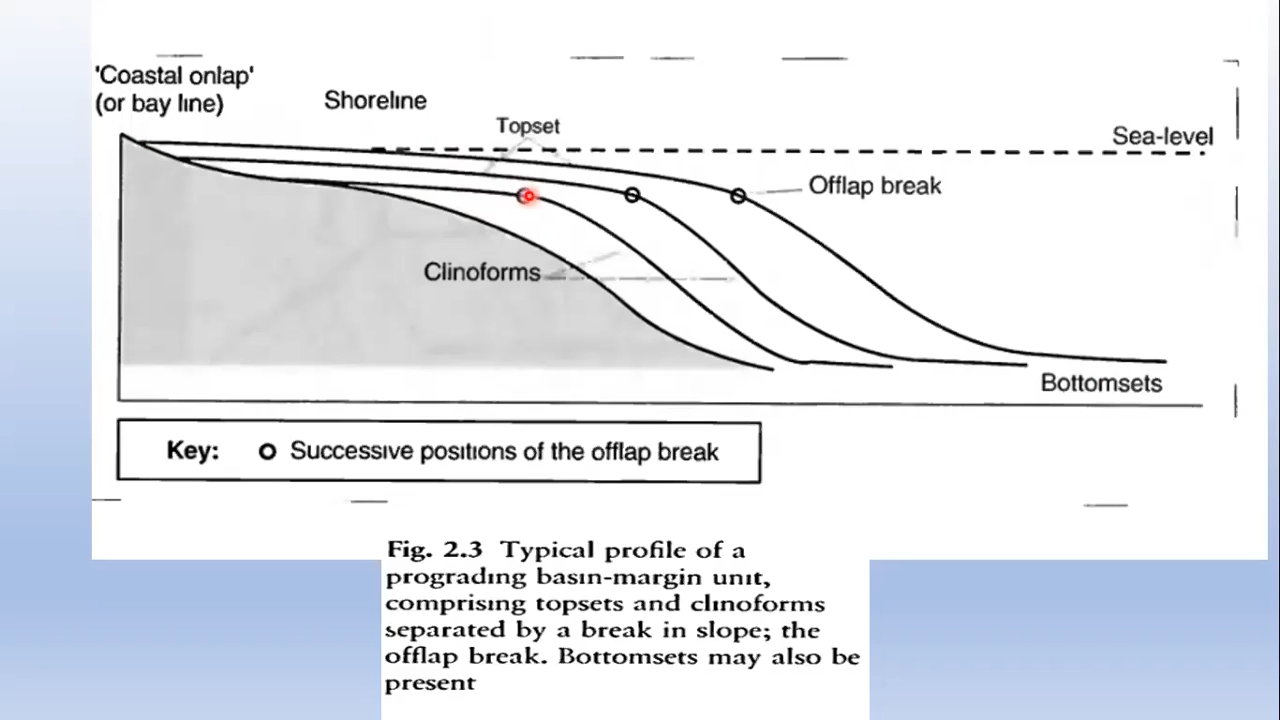 'Coastal onlap'
(or bay line)
Shoreline
Topset
Sea-level
Offlap break
Clinoforms
Bottomsets
Key: Successive positions of the offlap break
Fig. 2.3 Typical profile of a
prograding basin-margin unit,
comprising topsets and clinoforms
separated by a break in slope; the
offlap break. Bottomsets may also be
present